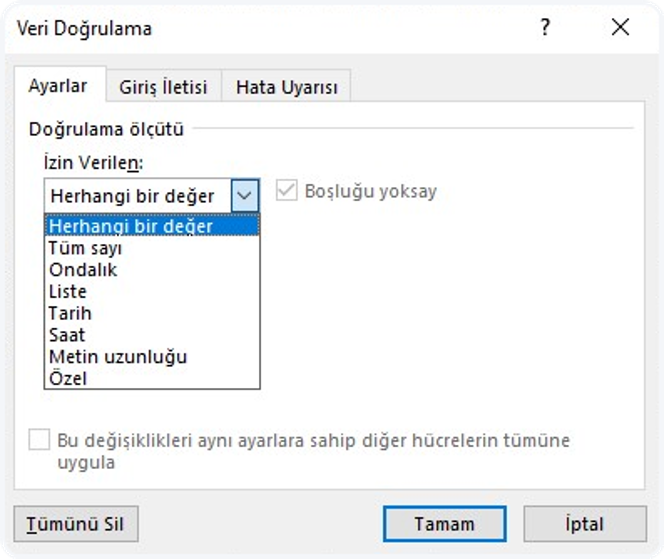 Veri Doğrulama
?
Ayarlar
Giriş İletisi
Hata Uyarısı
Doğrulama ölçütü
İzin Verilen:
Herhangi bir değer
Boşluğu yoksay
Herhangi bir değer
Tüm sayı
Ondalık
Liste
Tarih
Saat
Metin uzunluğu
Özel
Bu değişiklikleri aynı ayarlara sahip diğer hücrelerin tümüne
uygula
Tümünü Sil
Tamam
İptal